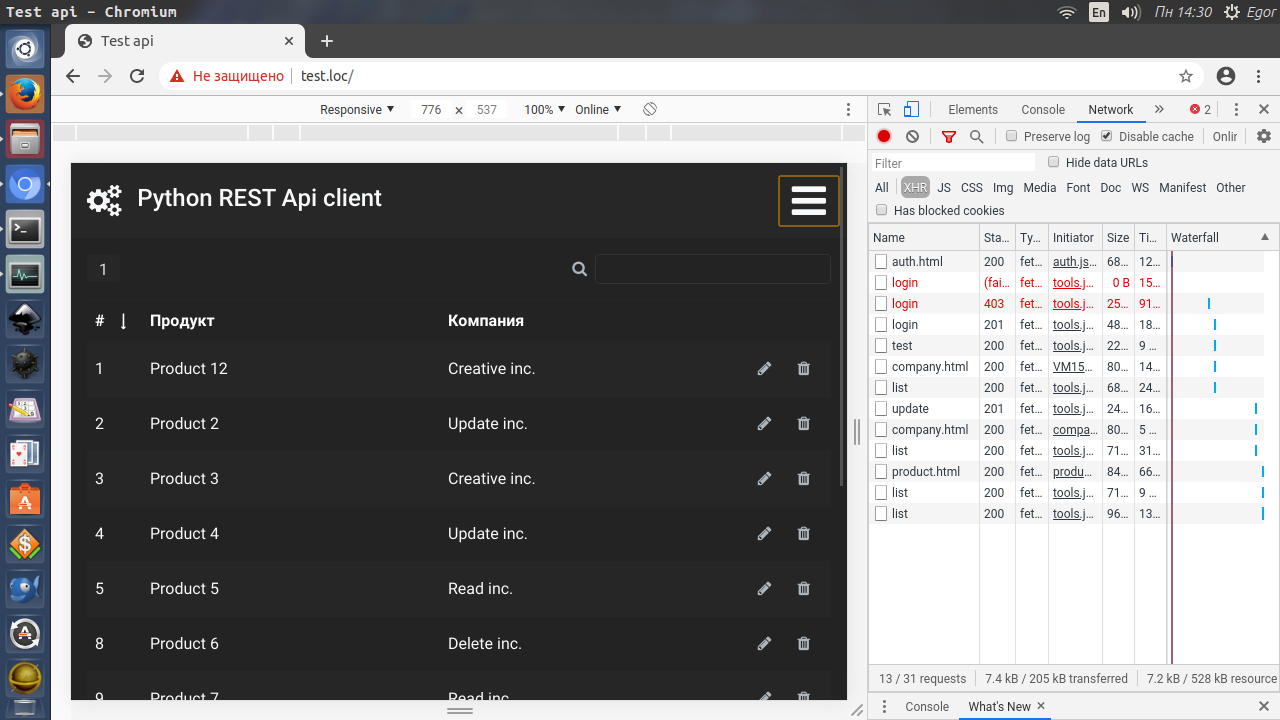 Test api - Chromium
En
Пн 14:30
Egor
Test api
Не защищено
test.loc/
Responsive
776 x 537
100%
Online
Elements
Console
Network
2
Preserve log
Disable cache
Onlir
Filter
Hide data URLs
All XHR JS CSS Img Media Font Doc WS Manifest Other
Has blocked cookies
Name Sta... Ty... Initiator Size Ti... Waterfall
auth.html 200 fet... auth.js... 68... 12...
login (fai... fet... tools.j... 0 B 15...
login 403 fet... tools.j... 25... 91...
login 201 fet... tools.j... 48... 18...
test 200 fet... tools.j... 22... 9 ...
company.html 200 fet... VM15... 80... 14...
list 200 fet... tools.j... 68... 24...
update 201 fet... tools.j... 24... 16...
company.html 200 fet... compa... 80... 5 ...
list 200 fet... tools.j... 71... 31...
product.html 200 fet... produ... 84... 66...
list 200 fet... tools.j... 71... 9 ...
list 200 fet... tools.j... 96... 13...
13 / 31 requests
7.4 kB / 205 kB transferred
7.2 kB / 528 kB resource
Console
What's New
Python REST Api client
1
# Продукт Компания
1 Product 12 Creative inc.
2 Product 2 Update inc.
3 Product 3 Creative inc.
4 Product 4 Update inc.
5 Product 5 Read inc.
8 Product 6 Delete inc.
9 Product 7 Read inc.